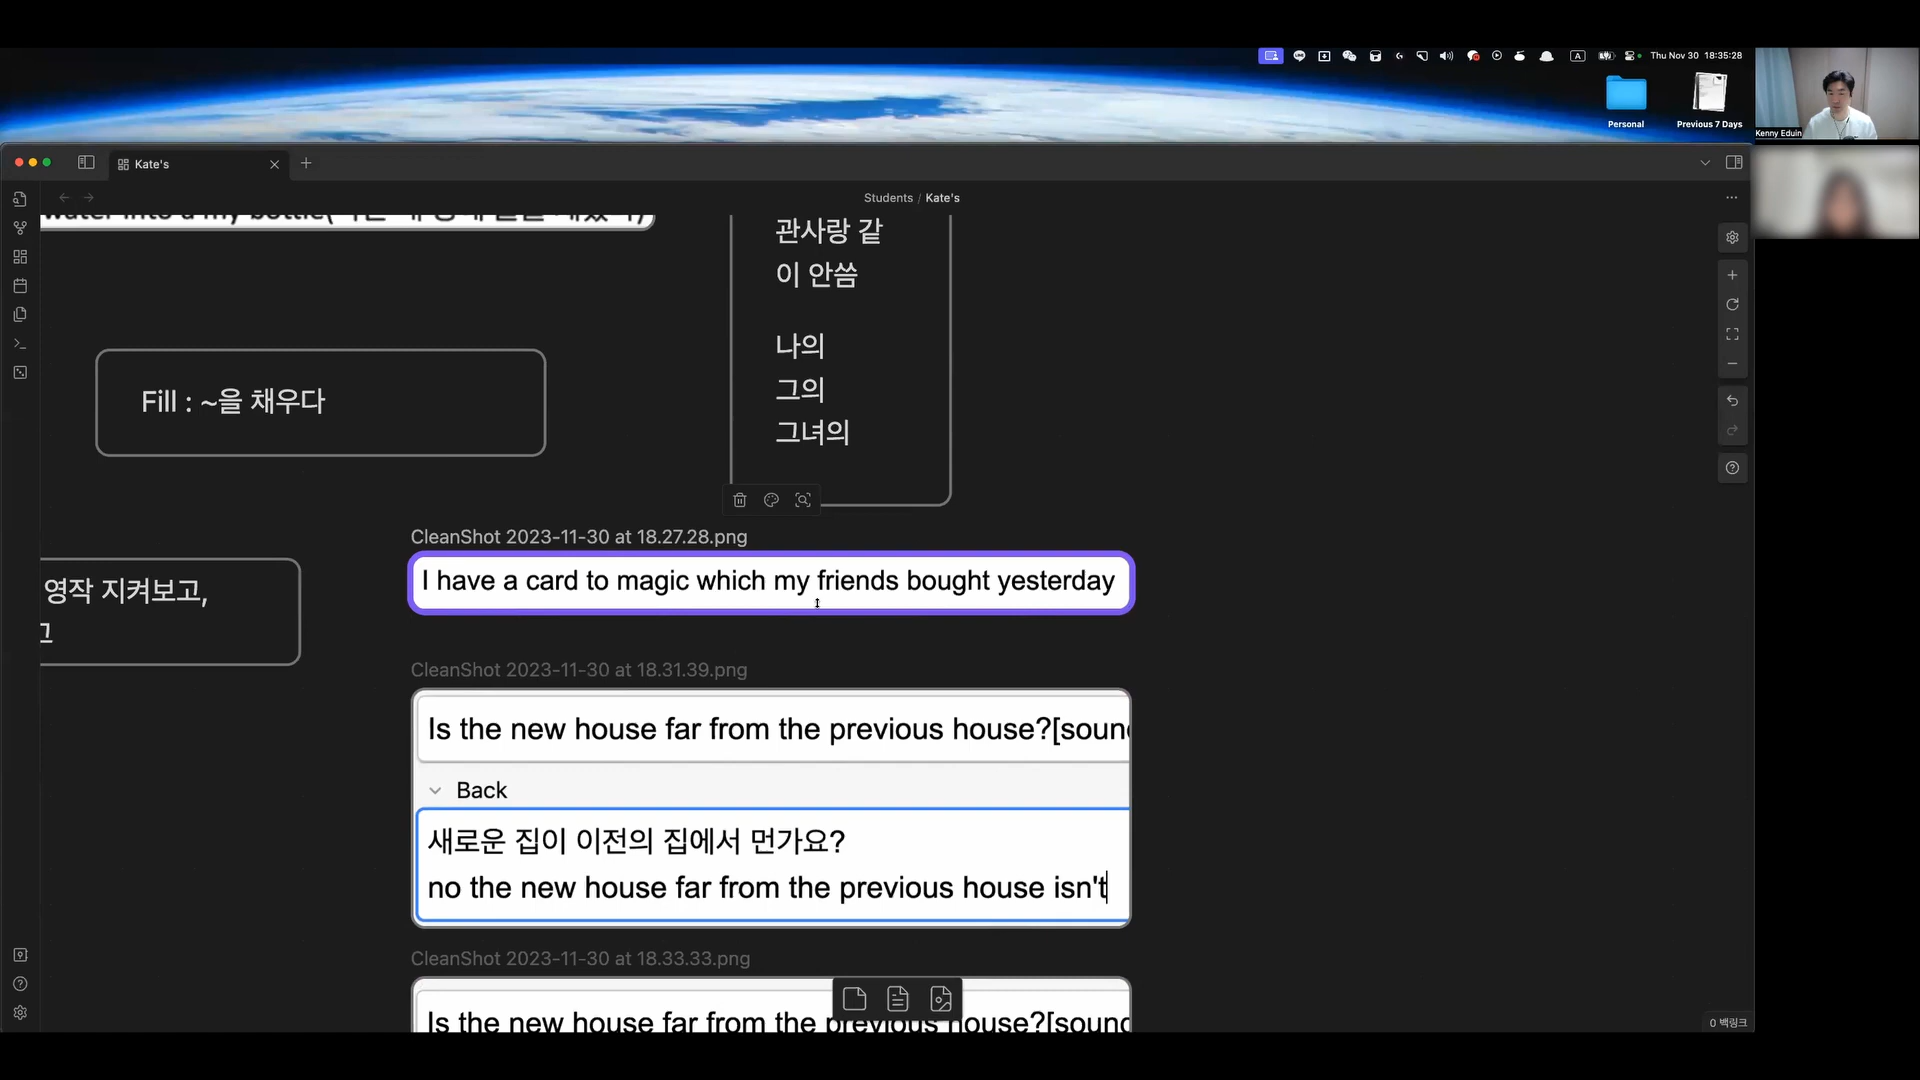 Thu Nov 30 18:35:28
Personal
Previous 7 Days
Kenny Eduin
Kate's
Students / Kate's
관사랑 같
이 안씀
나의
그의
그녀의
Fill : ~을 채우다
CleanShot 2023-11-30 at 18.27.28.png
I have a card to magic which my friends bought yesterday
영작 지켜보고,
고
CleanShot 2023-11-30 at 18.31.39.png
Is the new house far from the previous house?[soun
Back
새로운 집이 이전의 집에서 먼가요?
no the new house far from the previous house isn't
CleanShot 2023-11-30 at 18.33.33.png
Is the new house far from the previous house?[soun
0 백링크